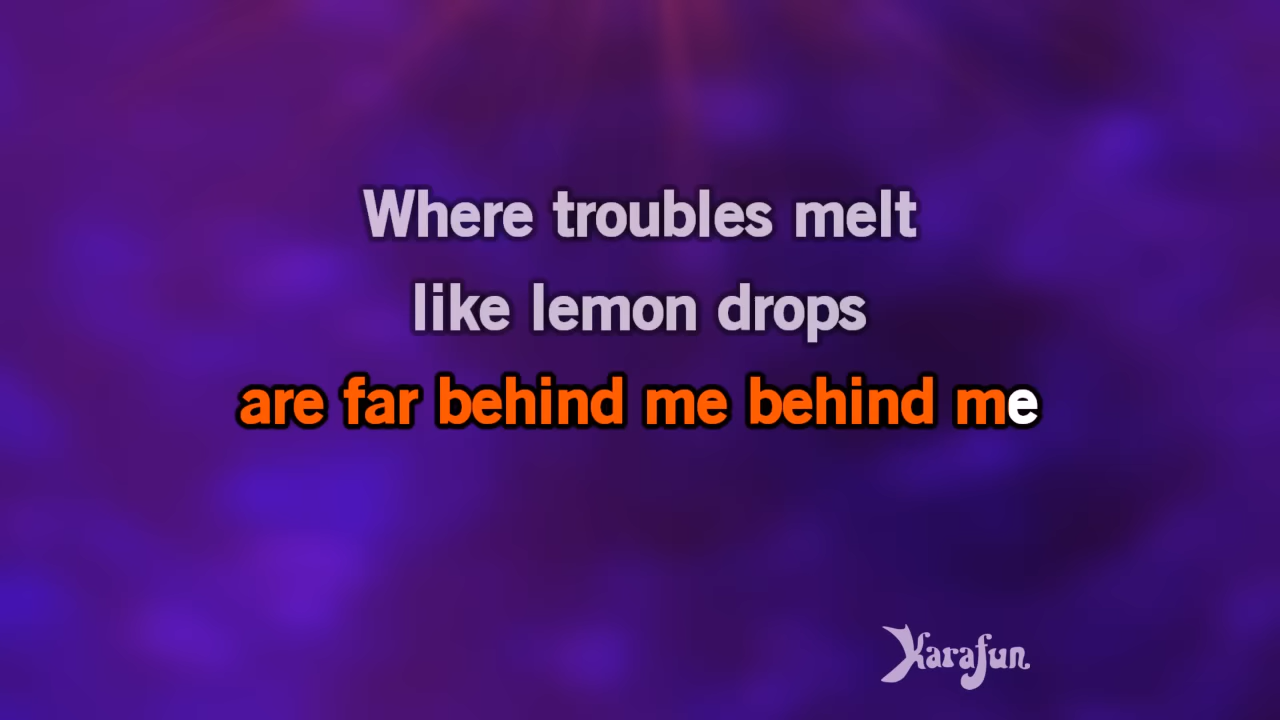 Where troubles melt
like lemon drops
are far behind me behind me
Karafun